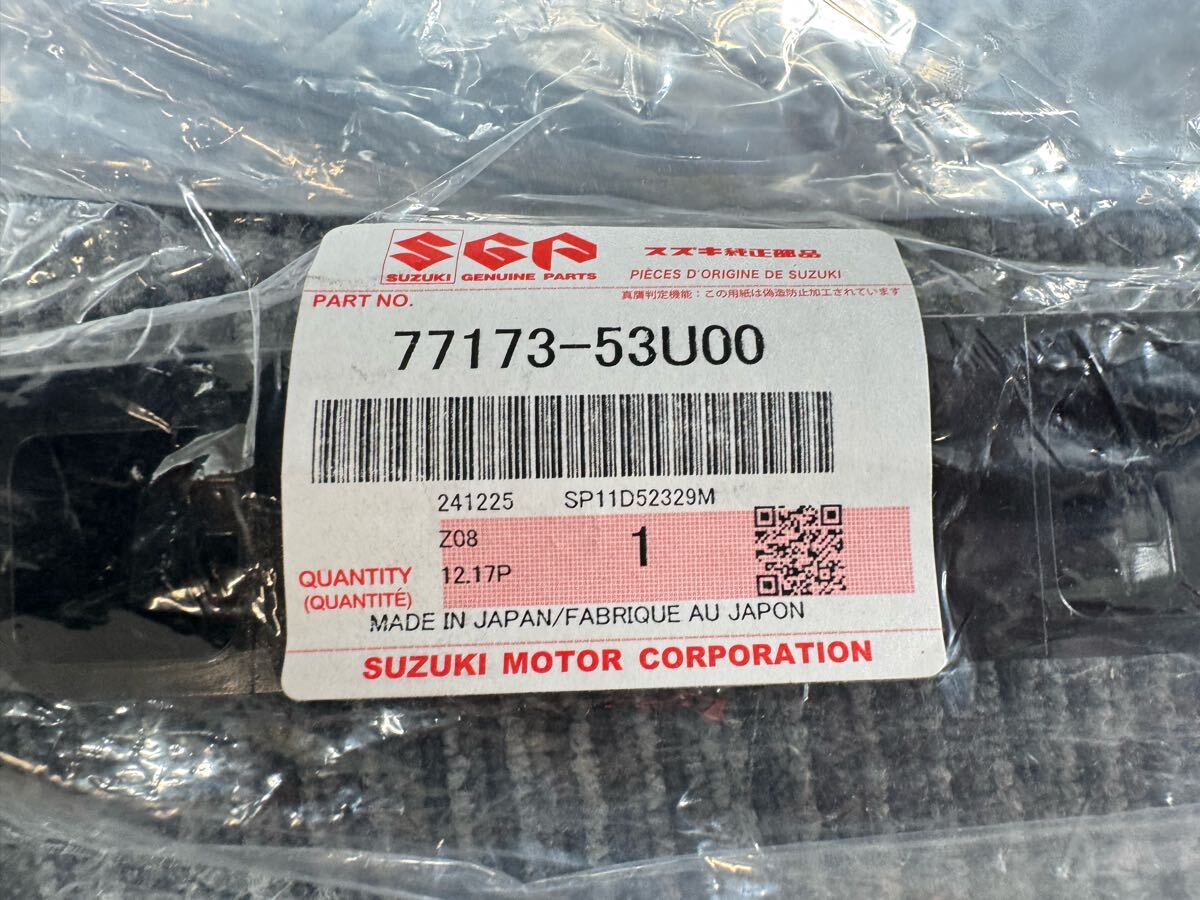 SGP スズキ純正部品
SUZUKI GENUINE PARTS PIÈCES D'ORIGINE DE SUZUKI
PART NO. 真贋判定機能：この用紙は偽造防止加工されています
77173-53U00
241225 SP11D52329M
Z08 1
QUANTITY 12.17P
(QUANTITÉ)
MADE IN JAPAN/FABRIQUE AU JAPON
SUZUKI MOTOR CORPORATION